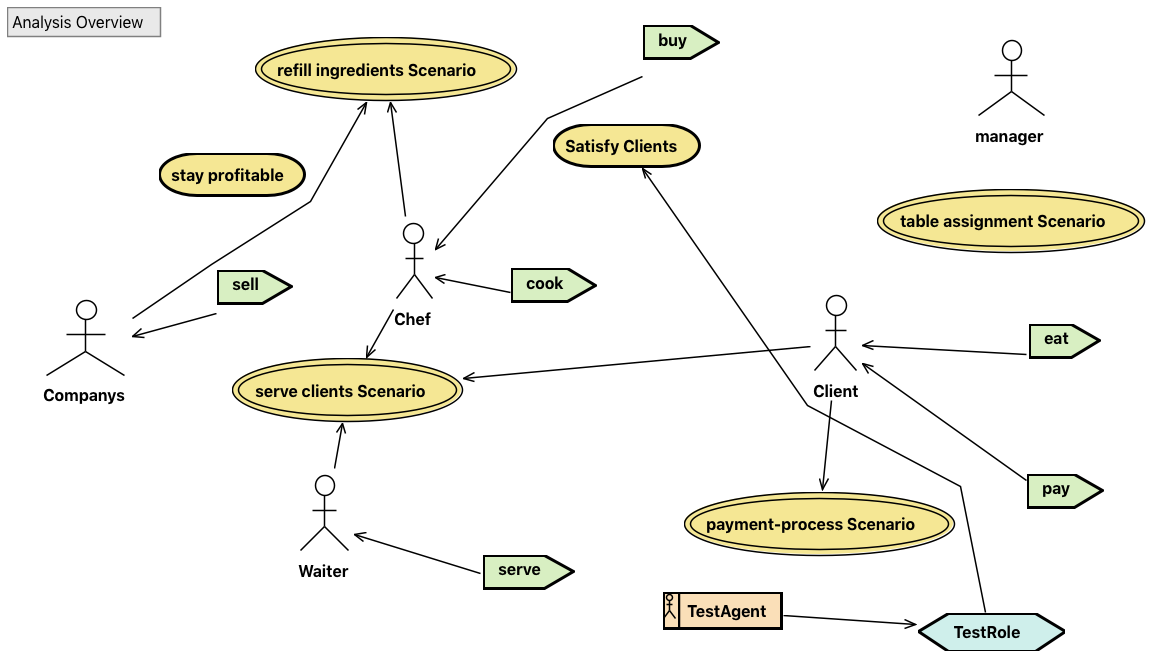 Analysis Overview
buy
refill ingredients Scenario
manager
Satisfy Clients
stay profitable
table assignment Scenario
sell
cook
Chef
eat
Companys
serve clients Scenario
Client
pay
payment-process Scenario
Waiter
serve
TestAgent
TestRole